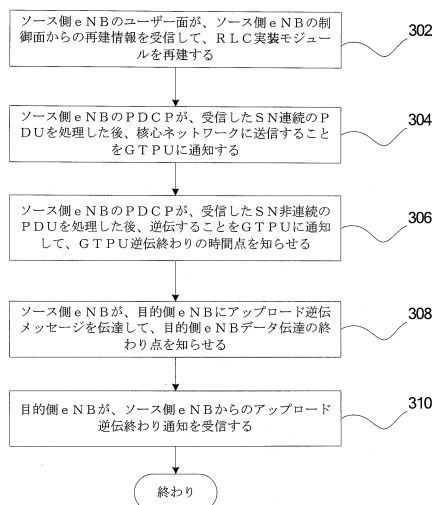 ソース側eNBのユーザー面が、ソース側eNBの制
御面からの再建情報を受信して、RLC実装モジュー
ルを再建する
302
ソース側eNBのPDCPが、受信したSN連続のP
DUを処理した後、核心ネットワークに送信すること
をGTPUに通知する
304
ソース側eNBのPDCPが、受信したSN非連続の
PDUを処理した後、逆伝することをGTPUに通知
して、GTPU逆伝終わりの時間点を知らせる
306
ソース側eNBが、目的側eNBにアップロード逆伝
メッセージを伝達して、目的側eNBデータ伝達の終
わり点を知らせる
308
目的側eNBが、ソース側eNBからのアップロード
逆伝終わり通知を受信する
310
終わり